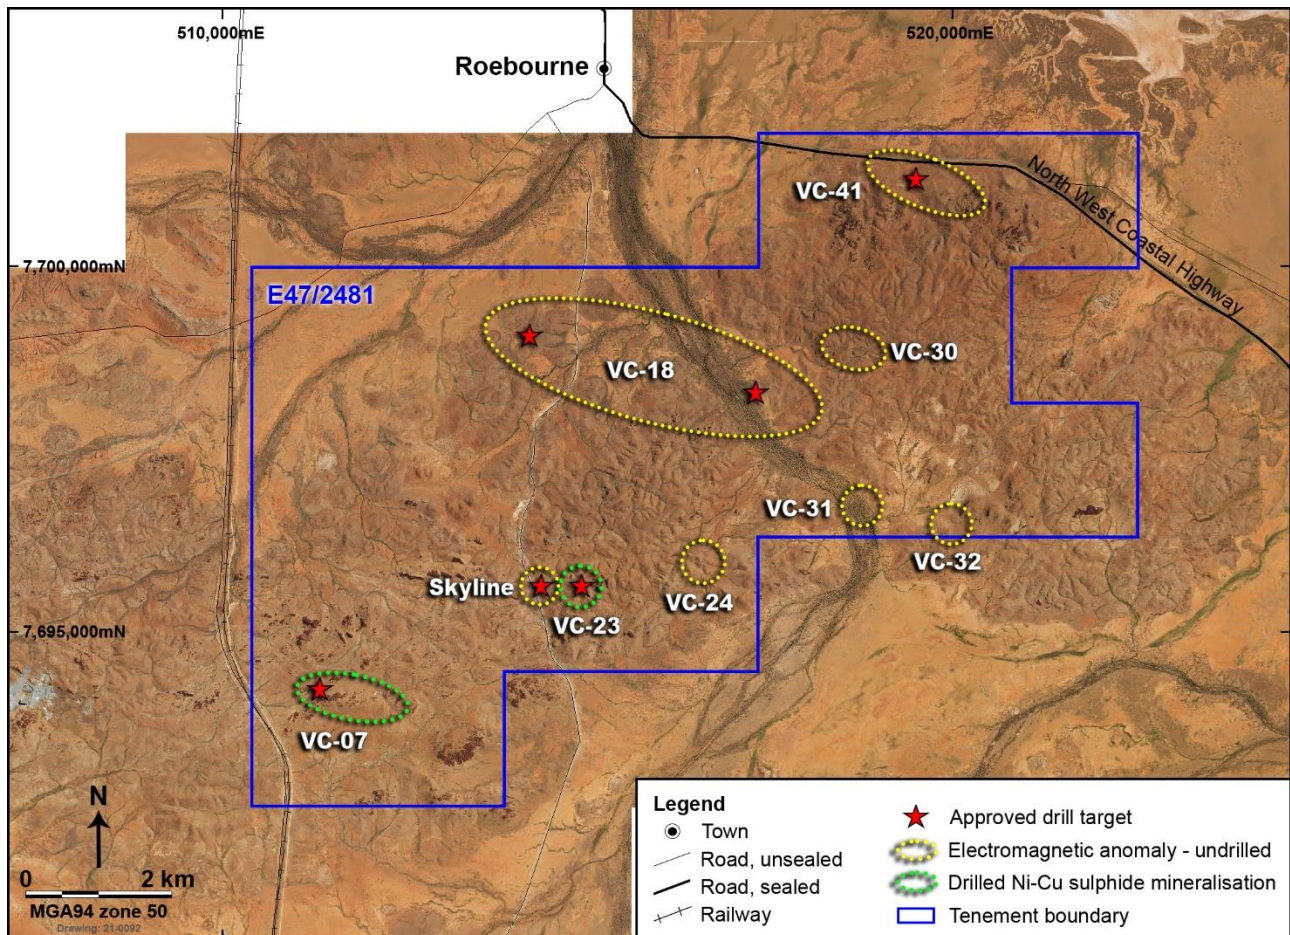 510,000mE
520,000mE
Roebourne
VC-41
North West Coastal Highway
7,700,000mN
E47/2481
VC-30
VC-18
VC-31
VC-32
Skyline
VC-24
VC-23
7,695,000mN
VC-07
N
0 2 km
MGA94 zone 50
Drawing: 21-0092
Legend
Town
Road, unsealed
Road, sealed
Railway
Approved drill target
Electromagnetic anomaly - undrilled
Drilled Ni-Cu sulphide mineralisation
Tenement boundary